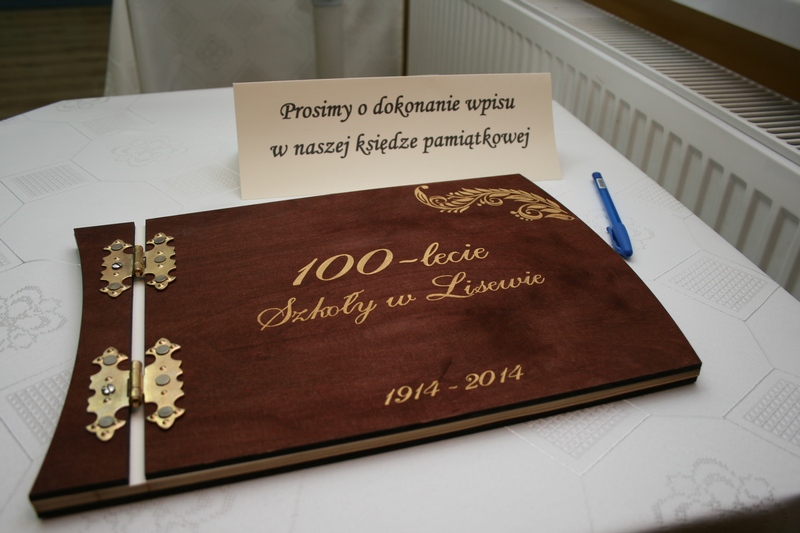 Prosimy o dokonanie wpisu
w naszej księdze pamiątkowej
100-lecie
Szkoły w Lisewie
1914 - 2014